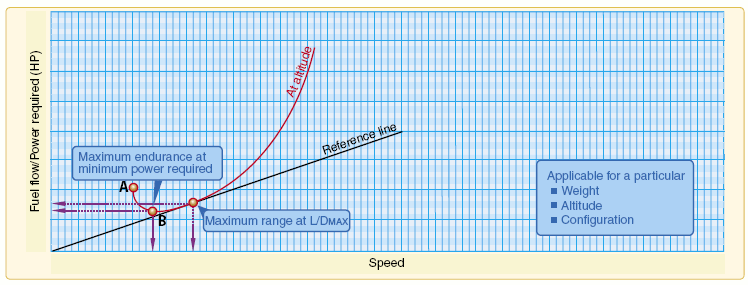 Fuel flow/Power required (HP)
At altitude
Reference line
Maximum endurance at
minimum power required
A
B
Maximum range at L/DMAX
Applicable for a particular
■ Weight
■ Altitude
■ Configuration
Speed